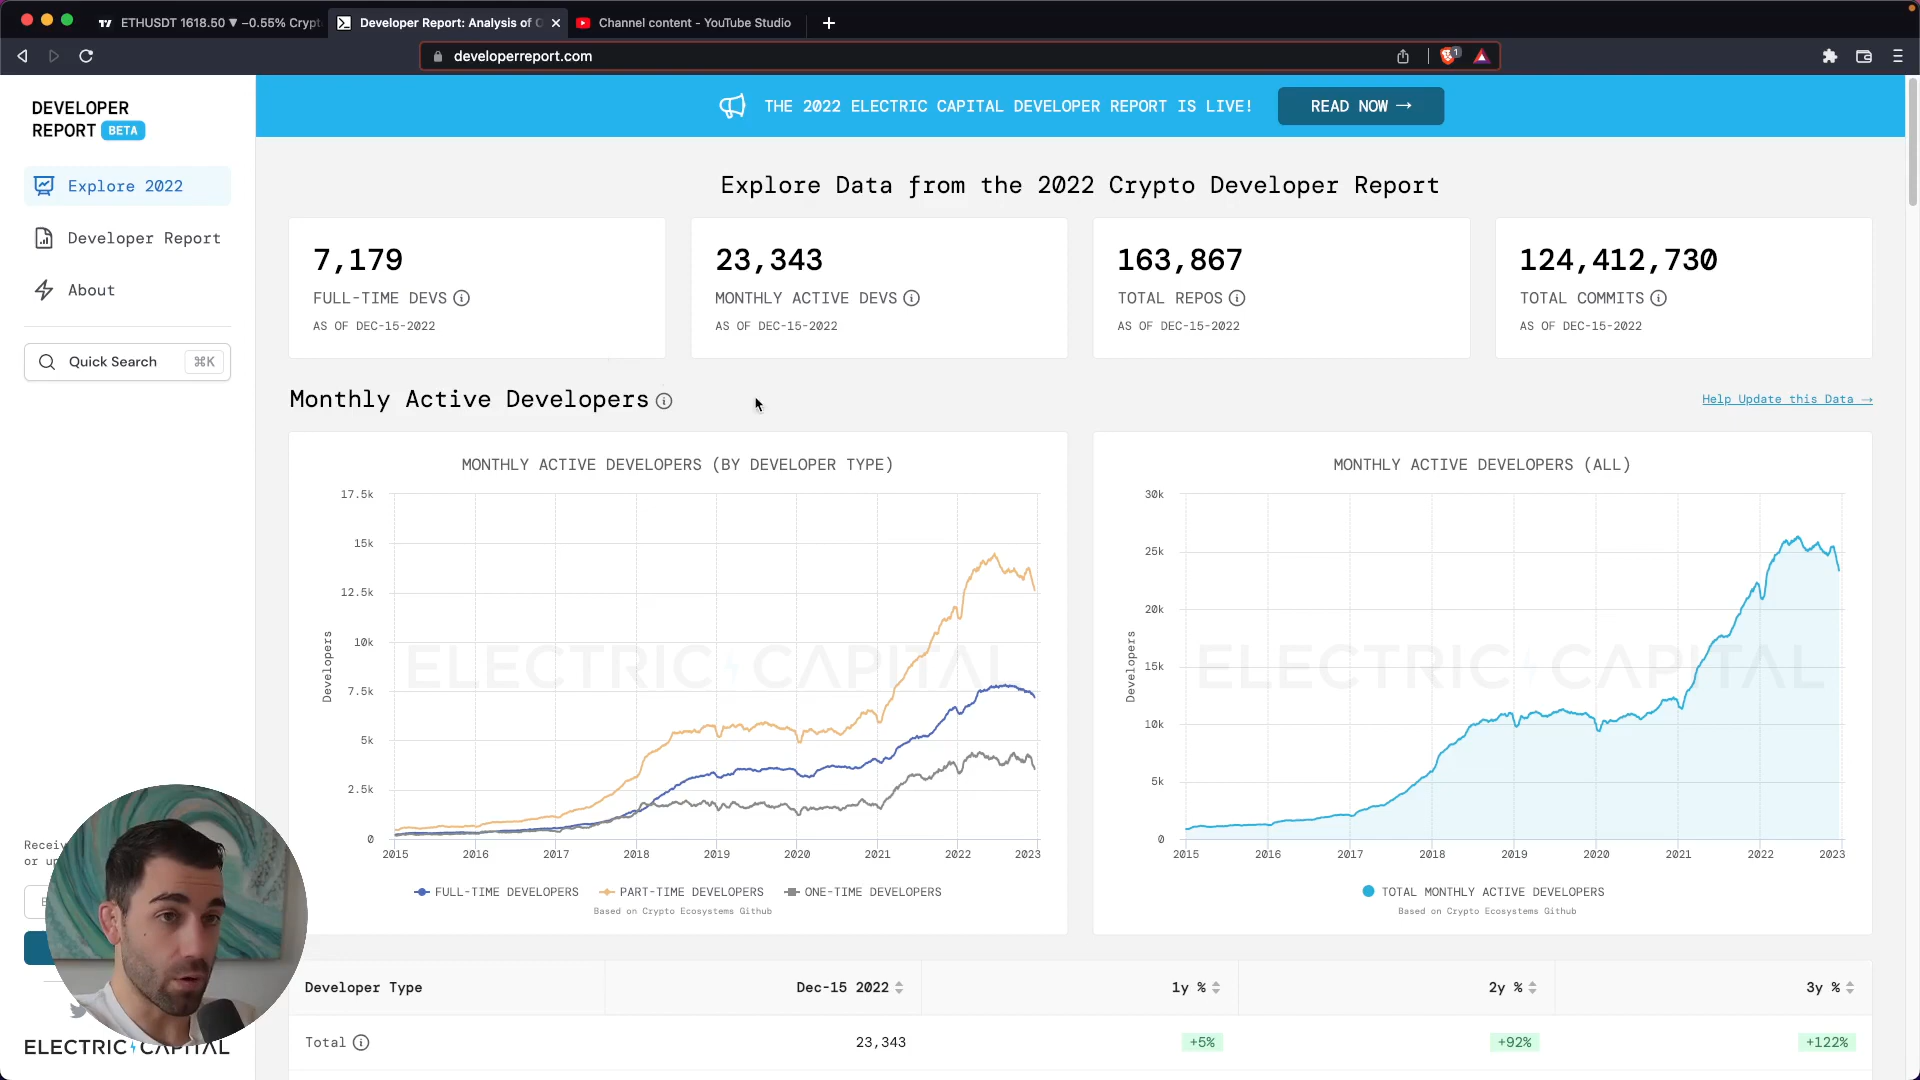 ETHUSDT 1618.50 ▼ −0.55% Crypt
Developer Report: Analysis of
Channel content - YouTube Studio
developerreport.com
1
DEVELOPER
REPORT BETA
Explore 2022
Developer Report
About
Quick Search ⌘K
or
ELECTRIC CAPITAL
THE 2022 ELECTRIC CAPITAL DEVELOPER REPORT IS LIVE!
READ NOW →
Explore Data from the 2022 Crypto Developer Report
7,179
FULL-TIME DEVS
AS OF DEC-15-2022
23,343
MONTHLY ACTIVE DEVS
AS OF DEC-15-2022
163,867
TOTAL REPOS
AS OF DEC-15-2022
124,412,730
TOTAL COMMITS
AS OF DEC-15-2022
Monthly Active Developers
Help Update this Data →
MONTHLY ACTIVE DEVELOPERS (BY DEVELOPER TYPE)
17.5k
15k
12.5k
10k
7.5k
5k
2.5k
0
Developers
ELECTRIC CAPITAL
2015 2016 2017 2018 2019 2020 2021 2022 2023
FULL-TIME DEVELOPERS PART-TIME DEVELOPERS ONE-TIME DEVELOPERS
Based on Crypto Ecosystems Github
MONTHLY ACTIVE DEVELOPERS (ALL)
30k
25k
20k
15k
10k
5k
0
Developers
ELECTRIC CAPITAL
2015 2016 2017 2018 2019 2020 2021 2022 2023
TOTAL MONTHLY ACTIVE DEVELOPERS
Based on Crypto Ecosystems Github
Developer Type Dec-15 2022 1y % 2y % 3y %
Total 23,343 +5% +92% +122%